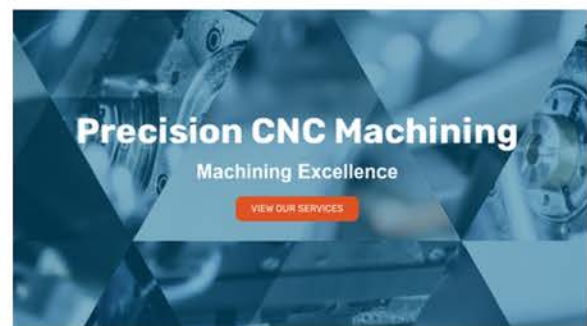 Precision CNC Machining
Machining Excellence
VIEW OUR SERVICES